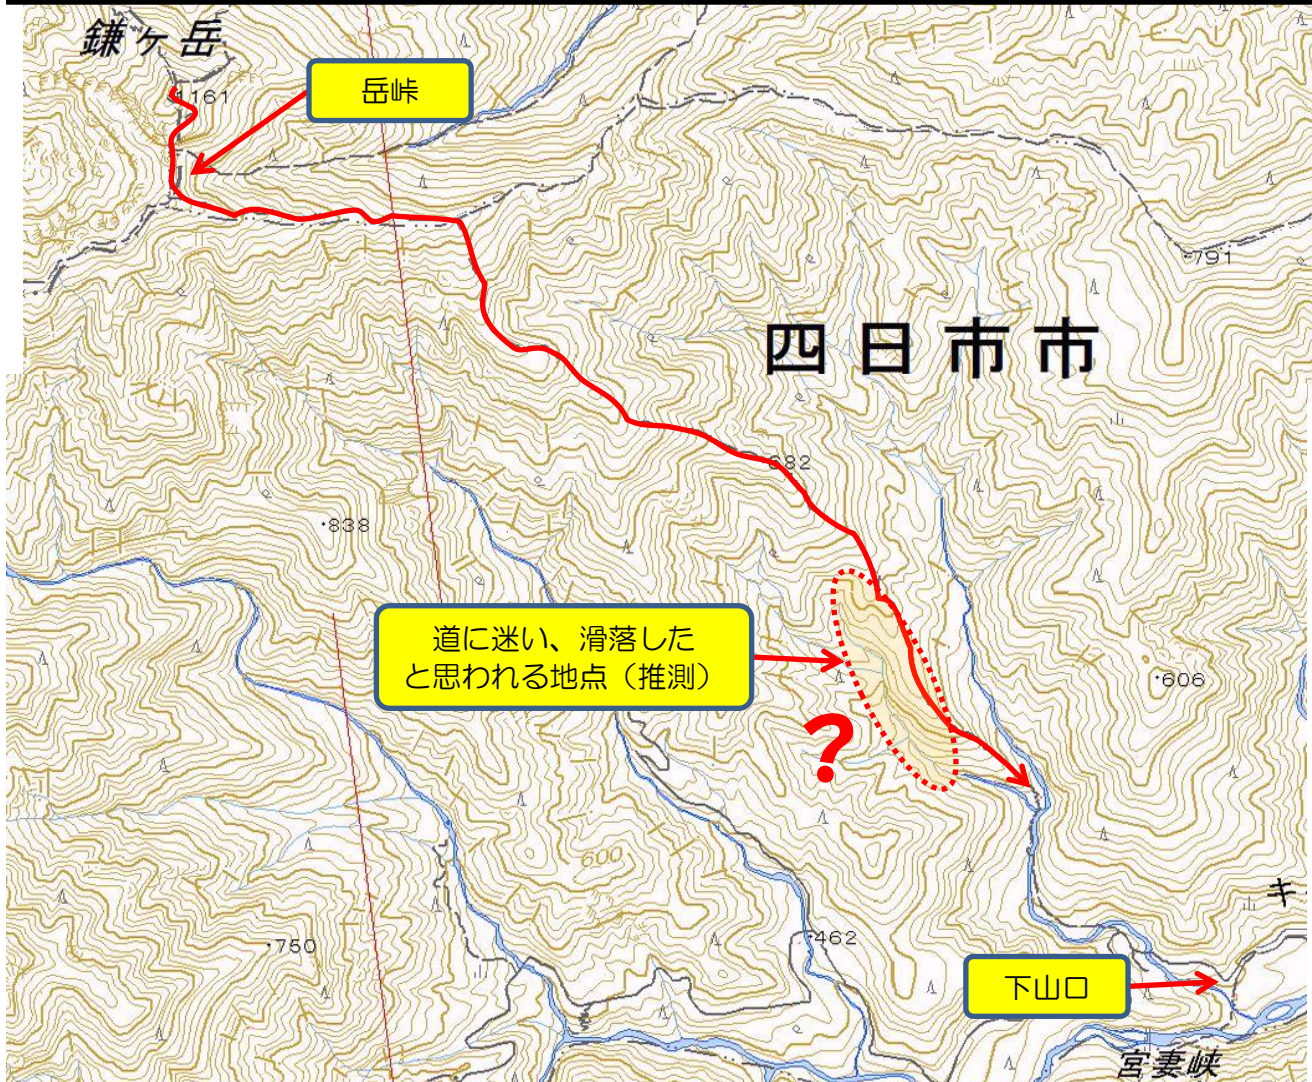 鎌ヶ岳
1161
岳峠
791
四日市市
682
838
道に迷い、滑落した
と思われる地点（推測）
606
?
600
キ
750
462
下山口
宮妻峡